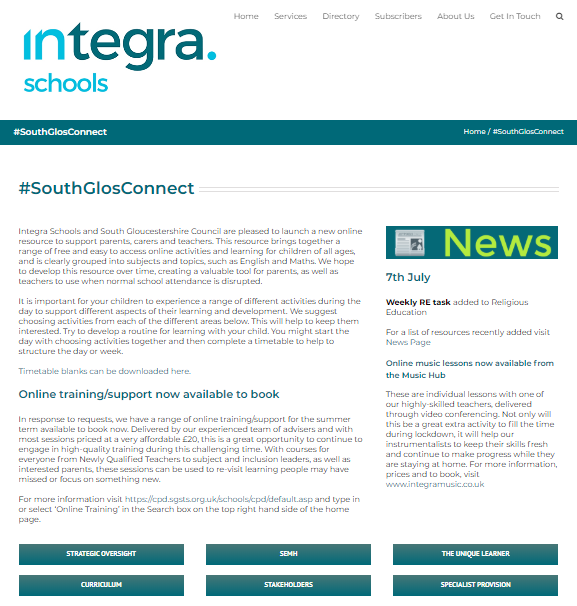 Home Services Directory Subscribers About Us Get In Touch
integra.
schools
#SouthGlosConnect
Home / #SouthGlosConnect
#SouthGlosConnect
Integra Schools and South Gloucestershire Council are pleased to launch a new online
resource to support parents, carers and teachers. This resource brings together a
range of free and easy to access online activities and learning for children of all ages,
and is clearly grouped into subjects and topics, such as English and Maths. We hope
to develop this resource over time, creating a valuable tool for parents, as well as
teachers to use when normal school attendance is disrupted.
It is important for your children to experience a range of different activities during the
day to support different aspects of their learning and development. We suggest
choosing activities from each of the different areas below. This will help to keep them
interested. Try to develop a routine for learning with your child. You might start the
day with choosing activities together and then complete a timetable to help to
structure the day or week.
Timetable blanks can be downloaded here.
Online training/support now available to book
In response to requests, we have a range of online training/support for the summer
term available to book now. Delivered by our experienced team of advisers and with
most sessions priced at a very affordable £20, this is a great opportunity to continue to
engage in high-quality training during this challenging time. With courses for
everyone from Newly Qualified Teachers to subject and inclusion leaders, as well as
interested parents, these sessions can be used to re-visit learning people may have
missed or focus on something new.
For more information visit https://cpd.sgsts.org.uk/schools/cpd/default.asp and type in
or select 'Online Training' in the Search box on the top right hand side of the home
page.
News
7th July
Weekly RE task added to Religious
Education
For a list of resources recently added visit
News Page
Online music lessons now available from
the Music Hub
These are individual lessons with one of
our highly-skilled teachers, delivered
through video conferencing. Not only will
this be a great extra activity to fill the time
during lockdown, it will help our
instrumentalists to keep their skills fresh
and continue to make progress while they
are staying at home. For more information,
prices and to book, visit
www.integramusic.co.uk
STRATEGIC OVERSIGHT
SEMH
THE UNIQUE LEARNER
CURRICULUM
STAKEHOLDERS
SPECIALIST PROVISION